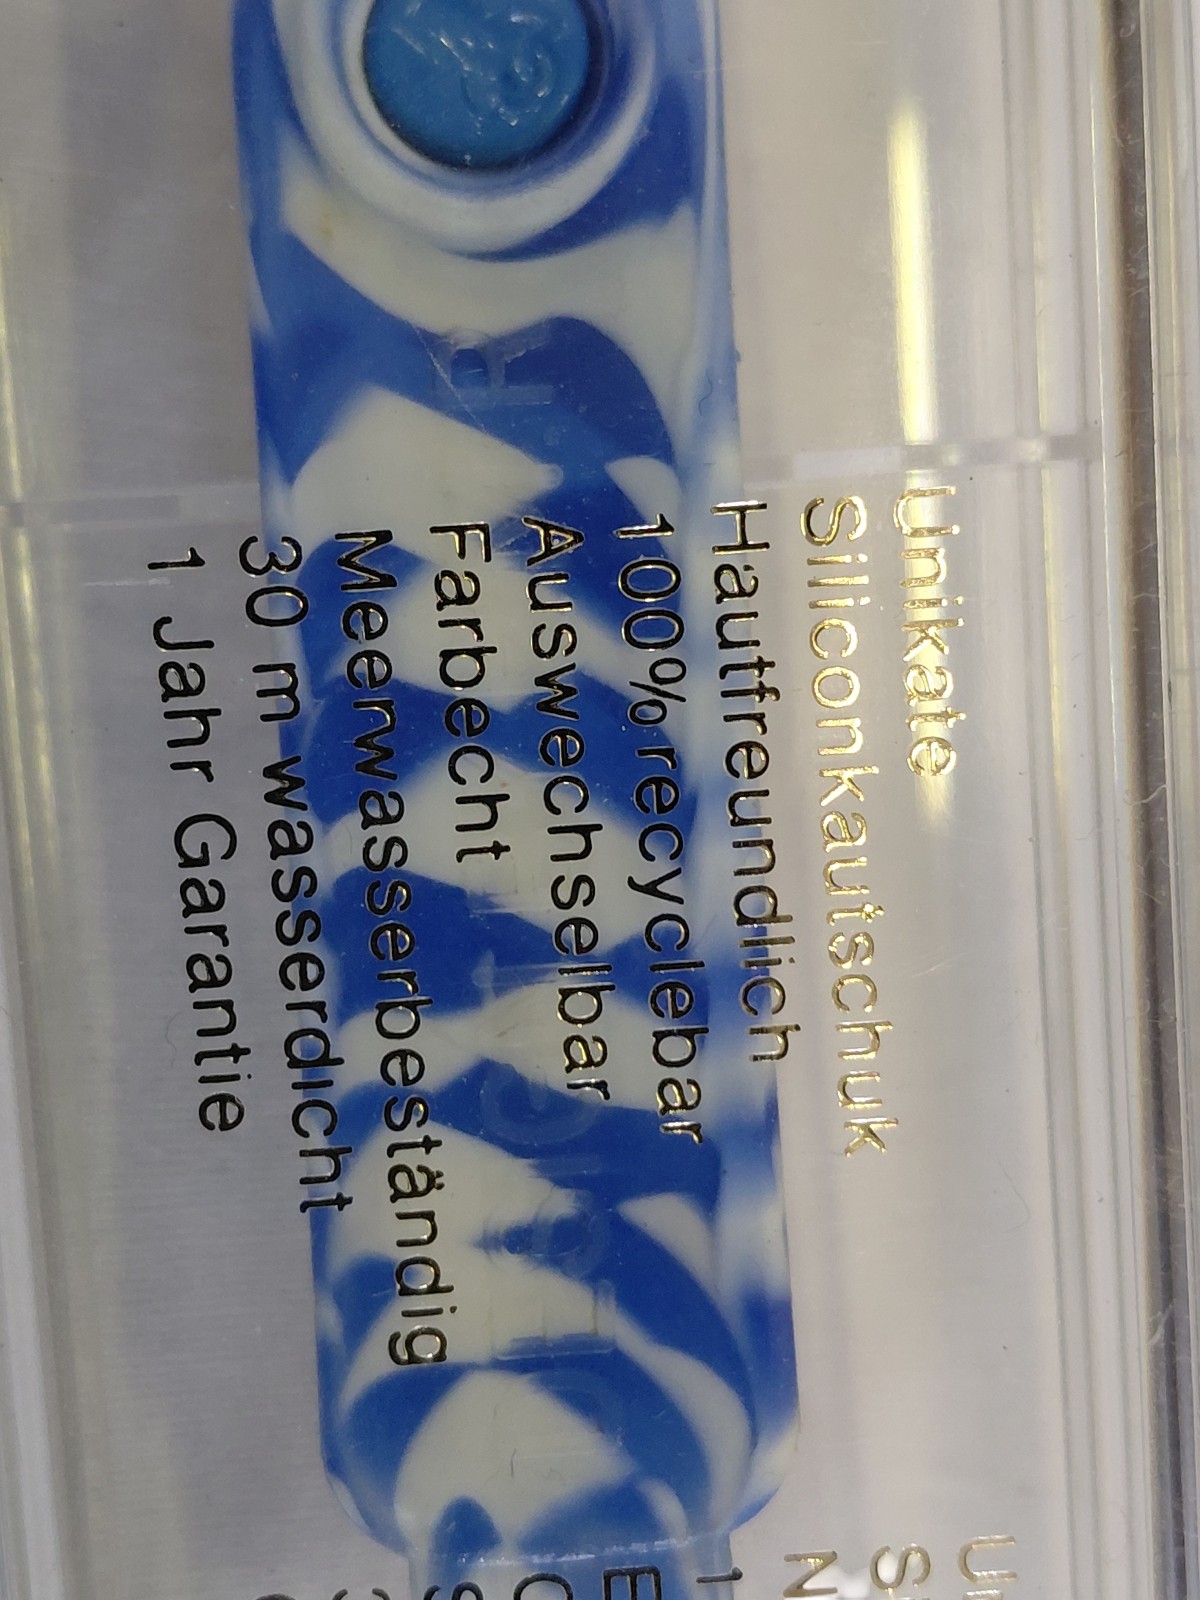 Unikate
Siliconkautschuk
Hautfreundlich
100% recyclebar
Auswechselbar
Farbecht
Meerwasserbeständig
30 m wasserdicht
1 Jahr Garantie